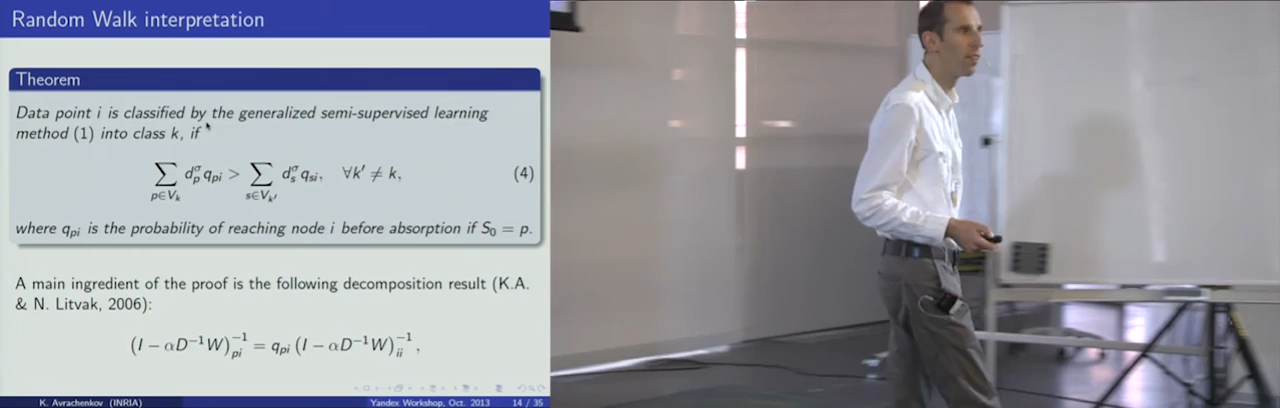 Random Walk interpretation
Theorem
Data point i is classified by the generalized semi-supervised learning
method (1) into class k, if
∑_{p∈V_k} d_p^σ q_{pi} > ∑_{s∈V_{k'}} d_s^σ q_{si}, ∀k' ≠ k, (4)
where q_{pi} is the probability of reaching node i before absorption if S_0 = p.
A main ingredient of the proof is the following decomposition result (K.A.
& N. Litvak, 2006):
(I − αD^{-1}W)^{-1}_{pi} = q_{pi} (I − αD^{-1}W)^{-1}_{ii},
K. Avrachenkov (INRIA) Yandex Workshop, Oct. 2013 14 / 35